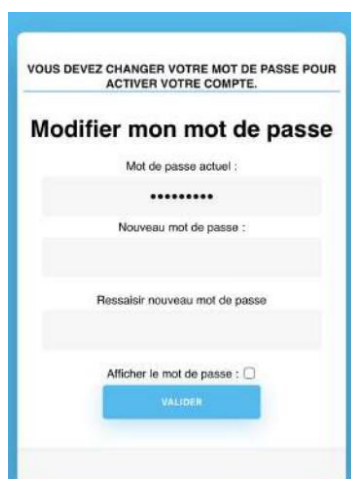 VOUS DEVEZ CHANGER VOTRE MOT DE PASSE POUR
ACTIVER VOTRE COMPTE.
Modifier mon mot de passe
Mot de passe actuel :
•••••••••
Nouveau mot de passe :
Ressaisir nouveau mot de passe
Afficher le mot de passe :
VALIDER